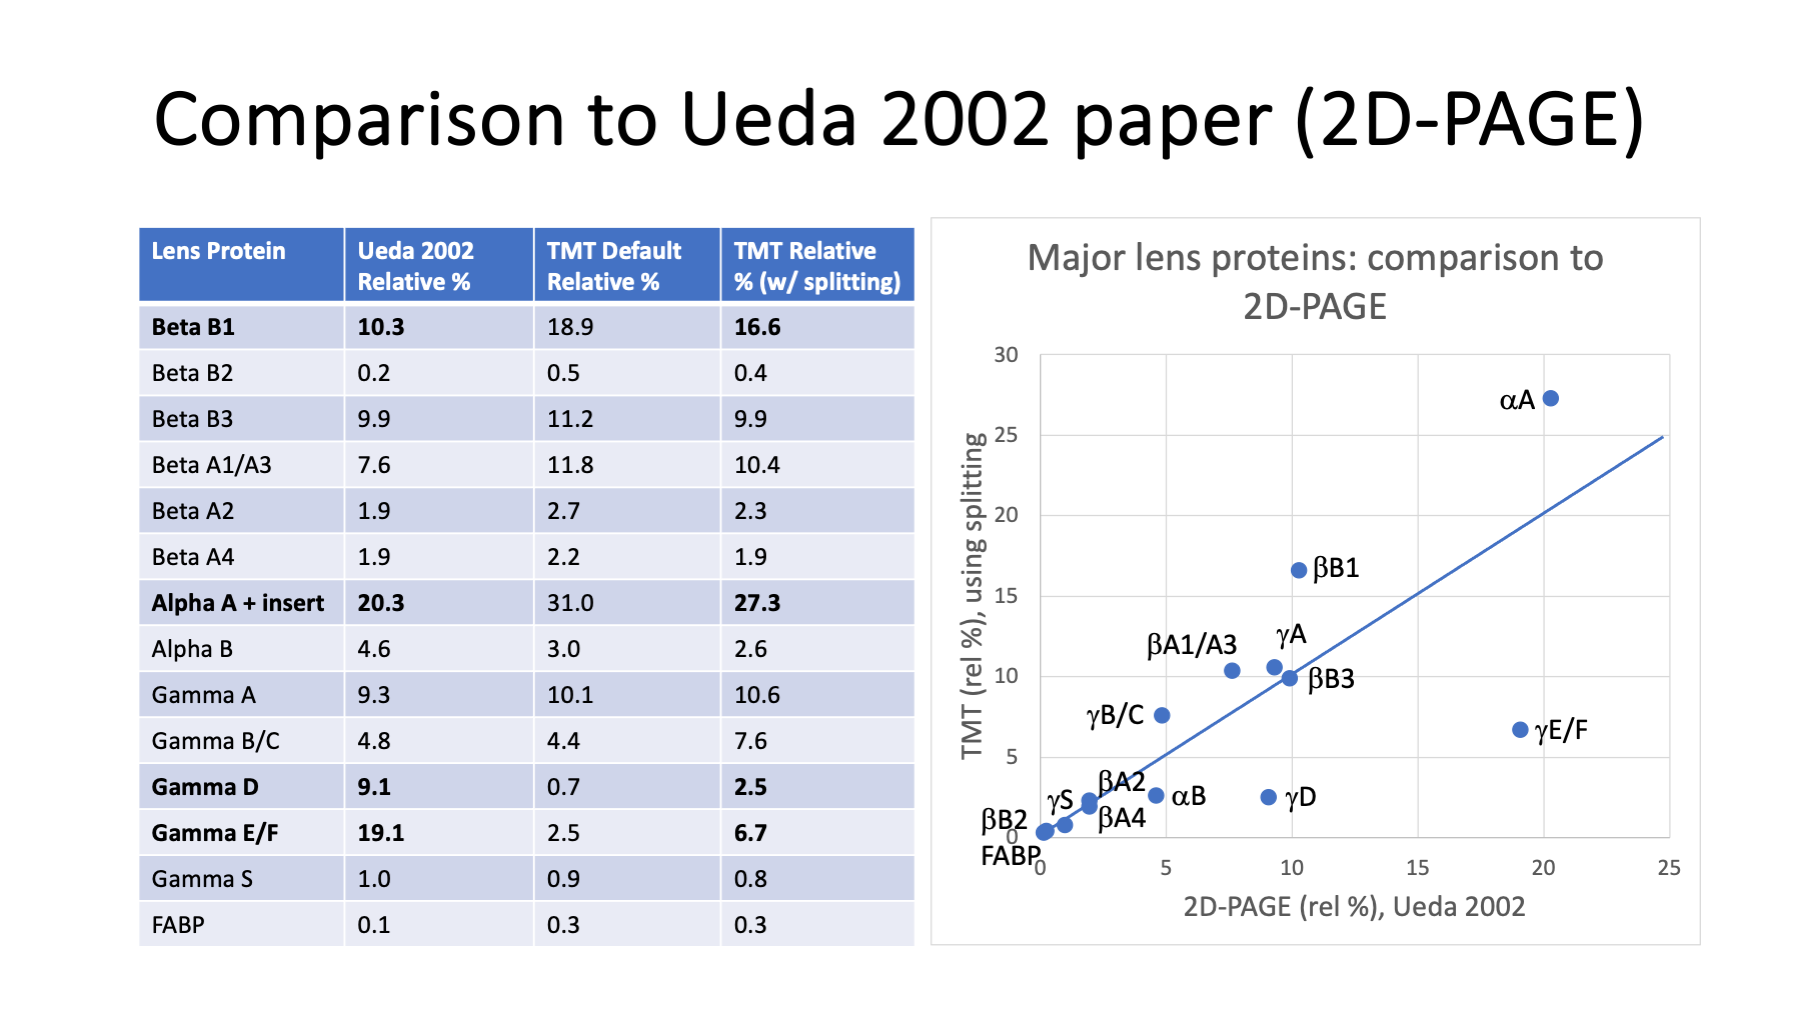 Comparison to Ueda 2002 paper (2D-PAGE)
Lens Protein Ueda 2002 Relative % TMT Default Relative % TMT Relative % (w/ splitting)
Beta B1 10.3 18.9 16.6
Beta B2 0.2 0.5 0.4
Beta B3 9.9 11.2 9.9
Beta A1/A3 7.6 11.8 10.4
Beta A2 1.9 2.7 2.3
Beta A4 1.9 2.2 1.9
Alpha A + insert 20.3 31.0 27.3
Alpha B 4.6 3.0 2.6
Gamma A 9.3 10.1 10.6
Gamma B/C 4.8 4.4 7.6
Gamma D 9.1 0.7 2.5
Gamma E/F 19.1 2.5 6.7
Gamma S 1.0 0.9 0.8
FABP 0.1 0.3 0.3
Major lens proteins: comparison to
2D-PAGE
TMT (rel %), using splitting
30
25
20
15
10
5
0
αA
βB1
γA
βA1/A3
βB3
γB/C
γE/F
βA2
γS
αB
γD
βB2
βA4
FABP
0 5 10 15 20 25
2D-PAGE (rel %), Ueda 2002